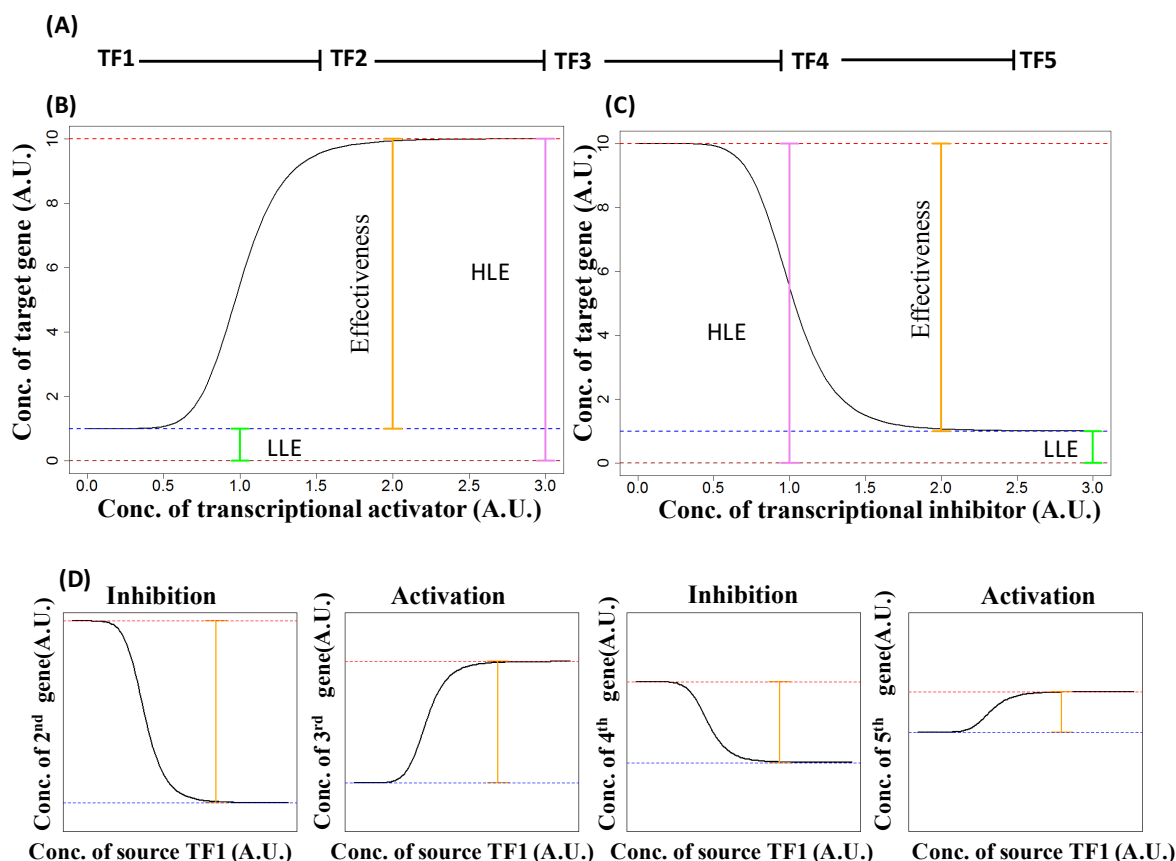 (A)
TF1 TF2 TF3 TF4 TF5
(B)
Conc. of target gene (A.U.)
0 2 4 6 8 10
Effectiveness
HLE
LLE
0.0 0.5 1.0 1.5 2.0 2.5 3.0
Conc. of transcriptional activator (A.U.)
(C)
Conc. of target gene (A.U.)
0 2 4 6 8 10
HLE
Effectiveness
LLE
0.0 0.5 1.0 1.5 2.0 2.5 3.0
Conc. of transcriptional inhibitor (A.U.)
(D)
Inhibition
Conc. of 2nd gene(A.U.)
Conc. of source TF1 (A.U.)
Activation
Conc. of 3rd gene(A.U.)
Conc. of source TF1 (A.U.)
Inhibition
Conc. of 4th gene(A.U.)
Conc. of source TF1 (A.U.)
Activation
Conc. of 5th gene(A.U.)
Conc. of source TF1 (A.U.)